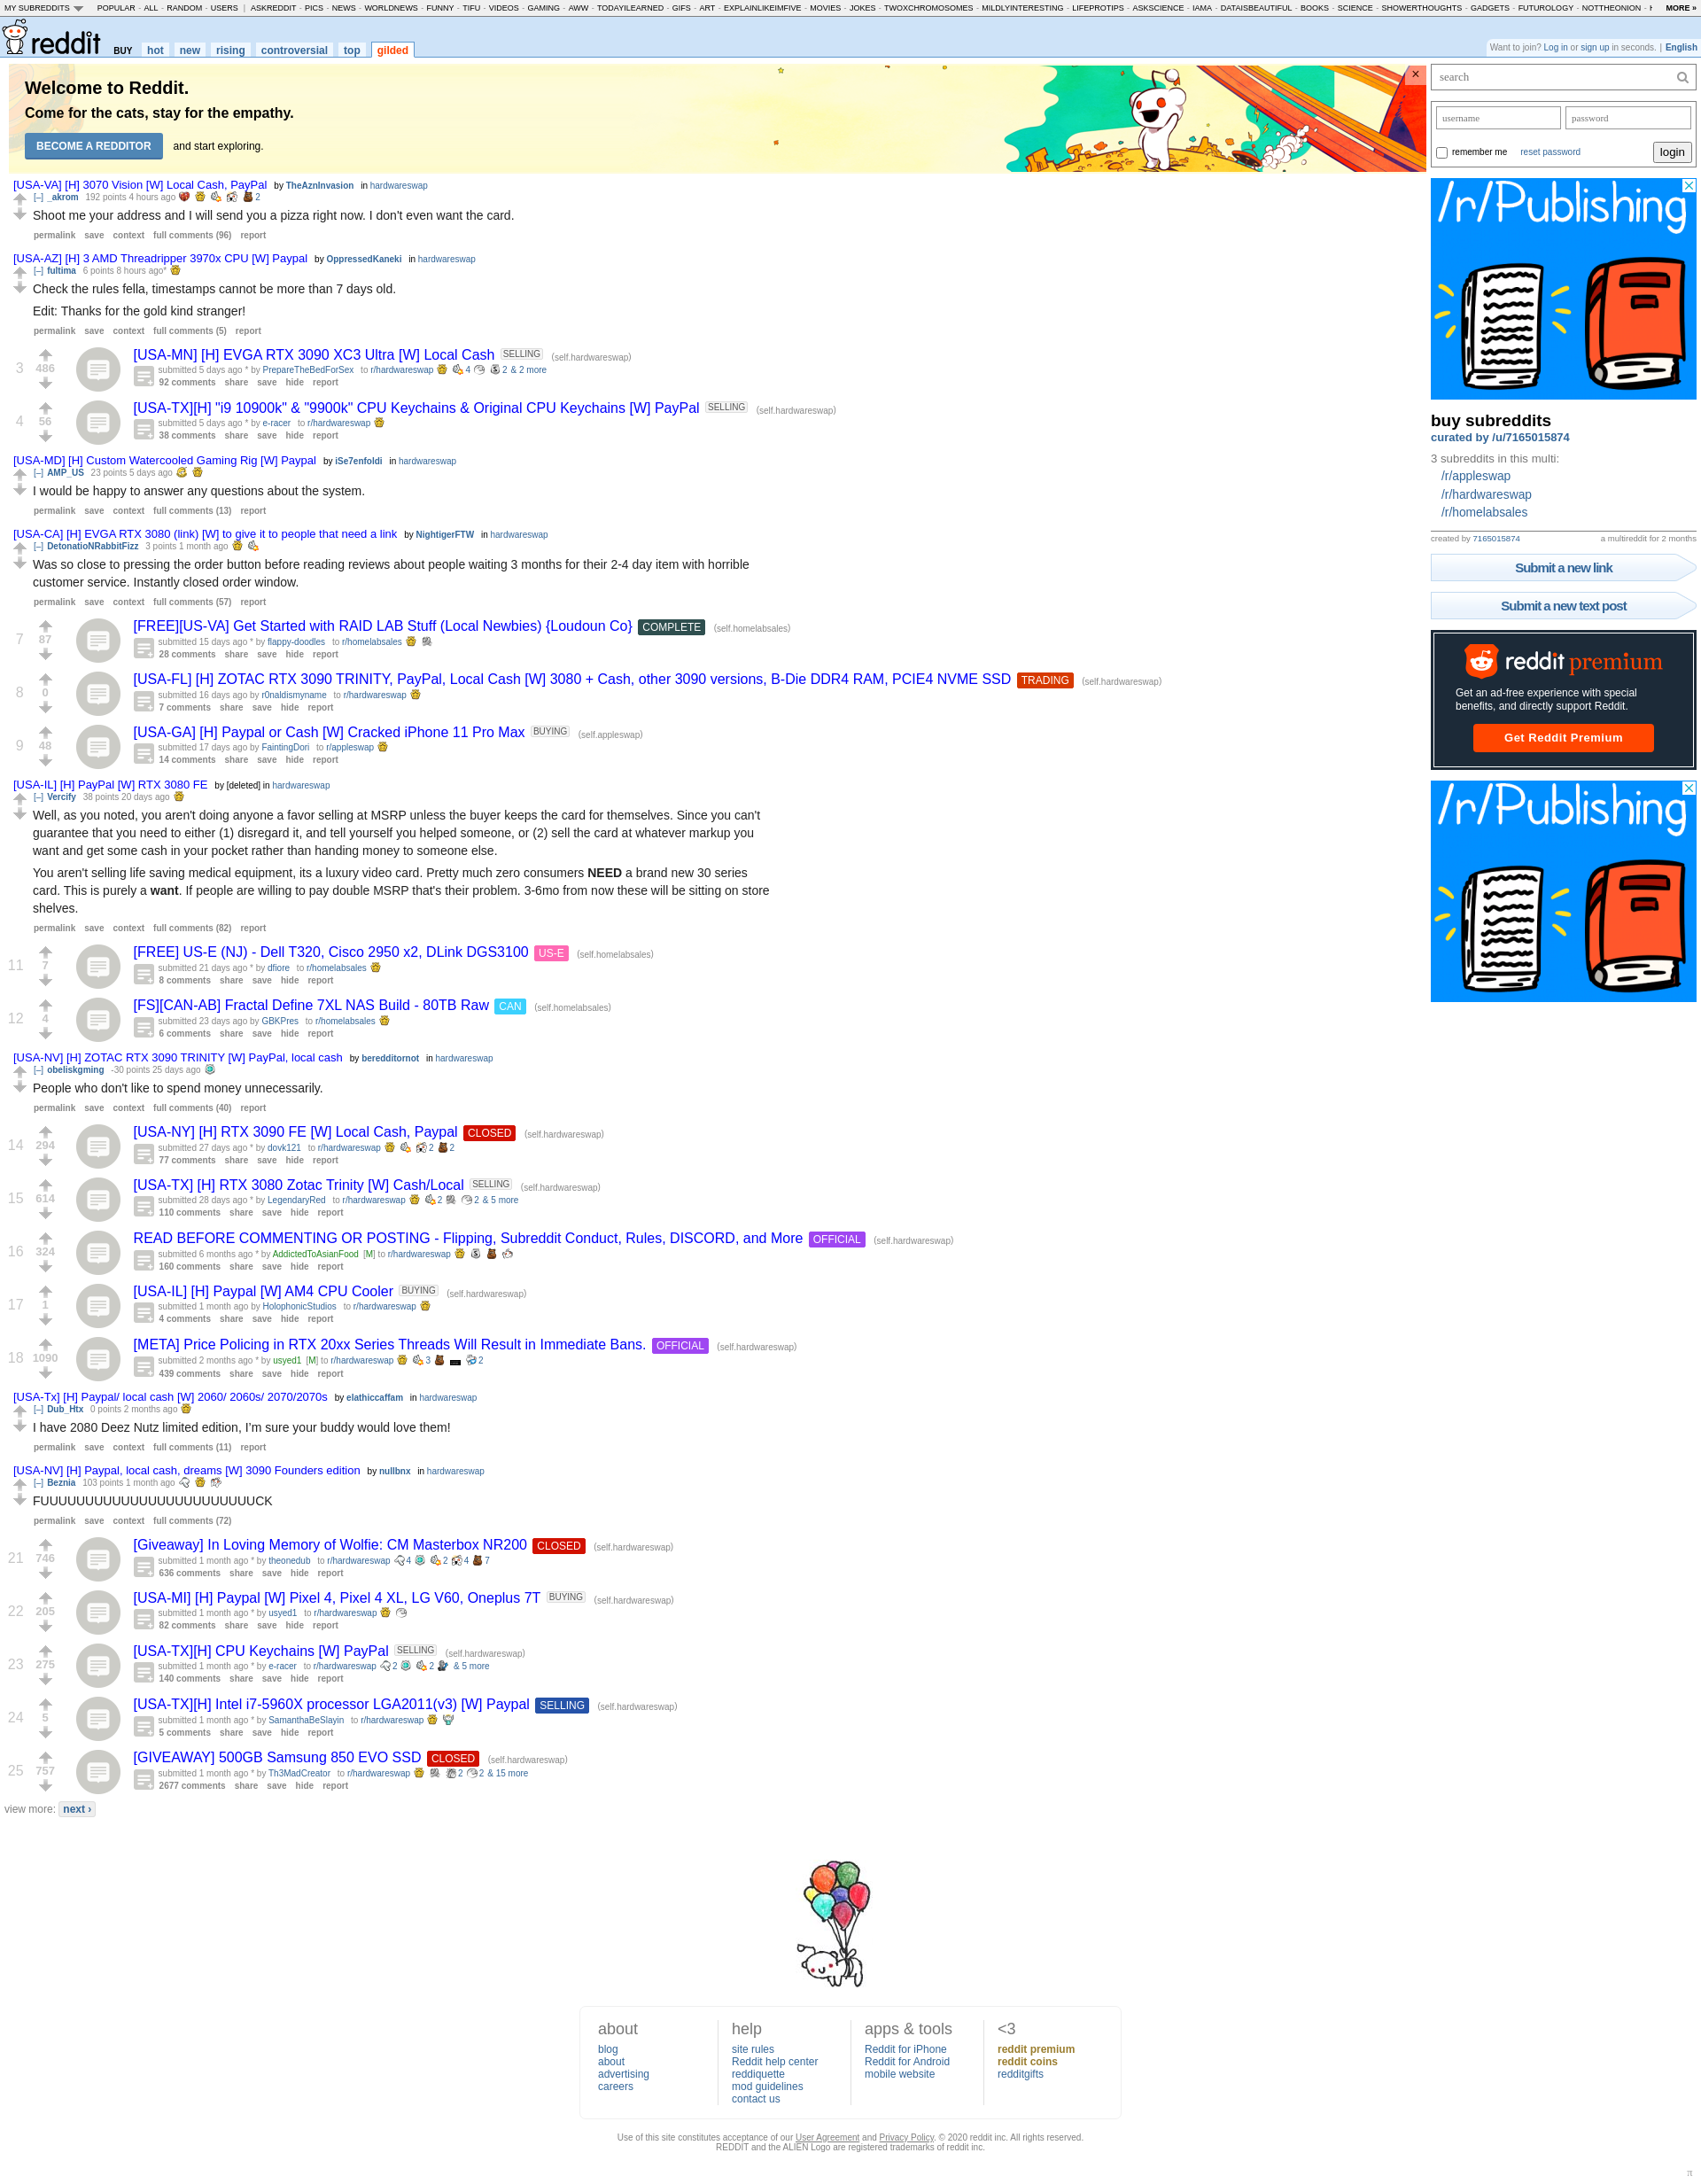 MY SUBREDDITS POPULAR - ALL - RANDOM - USERS | ASKREDDIT - PICS - NEWS - WORLDNEWS - FUNNY - TIFU - VIDEOS - GAMING - AWW - TODAYILEARNED - GIFS - ART - EXPLAINLIKEIMFIVE - MOVIES - JOKES - TWOXCHROMOSOMES - MILDLYINTERESTING - LIFEPROTIPS - ASKSCIENCE - IAMA - DATAISBEAUTIFUL - BOOKS - SCIENCE - SHOWERTHOUGHTS - GADGETS - FUTUROLOGY - NOTTHEONION - MORE »
reddit BUY hot new rising controversial top gilded
Want to join? Log in or sign up in seconds. | English
Welcome to Reddit.
Come for the cats, stay for the empathy.
BECOME A REDDITOR and start exploring.
×
[USA-VA] [H] 3070 Vision [W] Local Cash, PayPal by TheAznInvasion in hardwareswap
[–] _akrom 192 points 4 hours ago 2
Shoot me your address and I will send you a pizza right now. I don't even want the card.
permalink save context full comments (96) report
[USA-AZ] [H] 3 AMD Threadripper 3970x CPU [W] Paypal by OppressedKaneki in hardwareswap
[–] fultima 6 points 8 hours ago*
Check the rules fella, timestamps cannot be more than 7 days old.
Edit: Thanks for the gold kind stranger!
permalink save context full comments (5) report
3 486 [USA-MN] [H] EVGA RTX 3090 XC3 Ultra [W] Local Cash SELLING (self.hardwareswap)
submitted 5 days ago * by PrepareTheBedForSex to r/hardwareswap 4 2 & 2 more
92 comments share save hide report
4 56 [USA-TX][H] "i9 10900k" & "9900k" CPU Keychains & Original CPU Keychains [W] PayPal SELLING (self.hardwareswap)
submitted 5 days ago * by e-racer to r/hardwareswap
38 comments share save hide report
[USA-MD] [H] Custom Watercooled Gaming Rig [W] Paypal by iSe7enfoldi in hardwareswap
[–] AMP_US 23 points 5 days ago
I would be happy to answer any questions about the system.
permalink save context full comments (13) report
[USA-CA] [H] EVGA RTX 3080 (link) [W] to give it to people that need a link by NightigerFTW in hardwareswap
[–] DetonatioNRabbitFizz 3 points 1 month ago
Was so close to pressing the order button before reading reviews about people waiting 3 months for their 2-4 day item with horrible
customer service. Instantly closed order window.
permalink save context full comments (57) report
7 87 [FREE][US-VA] Get Started with RAID LAB Stuff (Local Newbies) {Loudoun Co} COMPLETE (self.homelabsales)
submitted 15 days ago * by flappy-doodles to r/homelabsales
28 comments share save hide report
8 0 [USA-FL] [H] ZOTAC RTX 3090 TRINITY, PayPal, Local Cash [W] 3080 + Cash, other 3090 versions, B-Die DDR4 RAM, PCIE4 NVME SSD TRADING (self.hardwareswap)
submitted 16 days ago by r0naldismyname to r/hardwareswap
7 comments share save hide report
9 48 [USA-GA] [H] Paypal or Cash [W] Cracked iPhone 11 Pro Max BUYING (self.appleswap)
submitted 17 days ago by FaintingDori to r/appleswap
14 comments share save hide report
[USA-IL] [H] PayPal [W] RTX 3080 FE by [deleted] in hardwareswap
[–] Vercify 38 points 20 days ago
Well, as you noted, you aren't doing anyone a favor selling at MSRP unless the buyer keeps the card for themselves. Since you can't
guarantee that you need to either (1) disregard it, and tell yourself you helped someone, or (2) sell the card at whatever markup you
want and get some cash in your pocket rather than handing money to someone else.
You aren't selling life saving medical equipment, its a luxury video card. Pretty much zero consumers NEED a brand new 30 series
card. This is purely a want. If people are willing to pay double MSRP that's their problem. 3-6mo from now these will be sitting on store
shelves.
permalink save context full comments (82) report
11 7 [FREE] US-E (NJ) - Dell T320, Cisco 2950 x2, DLink DGS3100 US-E (self.homelabsales)
submitted 21 days ago * by dfiore to r/homelabsales
8 comments share save hide report
12 4 [FS][CAN-AB] Fractal Define 7XL NAS Build - 80TB Raw CAN (self.homelabsales)
submitted 23 days ago by GBKPres to r/homelabsales
6 comments share save hide report
[USA-NV] [H] ZOTAC RTX 3090 TRINITY [W] PayPal, local cash by beredditornot in hardwareswap
[–] obeliskgming -30 points 25 days ago
People who don't like to spend money unnecessarily.
permalink save context full comments (40) report
14 294 [USA-NY] [H] RTX 3090 FE [W] Local Cash, Paypal CLOSED (self.hardwareswap)
submitted 27 days ago * by dovk121 to r/hardwareswap 2 2
77 comments share save hide report
15 614 [USA-TX] [H] RTX 3080 Zotac Trinity [W] Cash/Local SELLING (self.hardwareswap)
submitted 28 days ago * by LegendaryRed to r/hardwareswap 2 2 & 5 more
110 comments share save hide report
16 324 READ BEFORE COMMENTING OR POSTING - Flipping, Subreddit Conduct, Rules, DISCORD, and More OFFICIAL (self.hardwareswap)
submitted 6 months ago * by AddictedToAsianFood [M] to r/hardwareswap
160 comments share save hide report
17 1 [USA-IL] [H] Paypal [W] AM4 CPU Cooler BUYING (self.hardwareswap)
submitted 1 month ago by HolophonicStudios to r/hardwareswap
4 comments share save hide report
18 1090 [META] Price Policing in RTX 20xx Series Threads Will Result in Immediate Bans. OFFICIAL (self.hardwareswap)
submitted 2 months ago * by usyed1 [M] to r/hardwareswap 3 2
439 comments share save hide report
[USA-Tx] [H] Paypal/ local cash [W] 2060/ 2060s/ 2070/2070s by elathiccaffam in hardwareswap
[–] Dub_Htx 0 points 2 months ago
I have 2080 Deez Nutz limited edition, I’m sure your buddy would love them!
permalink save context full comments (11) report
[USA-NV] [H] Paypal, local cash, dreams [W] 3090 Founders edition by nullbnx in hardwareswap
[–] Beznia 103 points 1 month ago
FUUUUUUUUUUUUUUUUUUUUUUUUCK
permalink save context full comments (72)
21 746 [Giveaway] In Loving Memory of Wolfie: CM Masterbox NR200 CLOSED (self.hardwareswap)
submitted 1 month ago * by theonedub to r/hardwareswap 4 2 4 7
636 comments share save hide report
22 205 [USA-MI] [H] Paypal [W] Pixel 4, Pixel 4 XL, LG V60, Oneplus 7T BUYING (self.hardwareswap)
submitted 1 month ago * by usyed1 to r/hardwareswap
82 comments share save hide report
23 275 [USA-TX][H] CPU Keychains [W] PayPal SELLING (self.hardwareswap)
submitted 1 month ago * by e-racer to r/hardwareswap 2 2 & 5 more
140 comments share save hide report
24 5 [USA-TX][H] Intel i7-5960X processor LGA2011(v3) [W] Paypal SELLING (self.hardwareswap)
submitted 1 month ago * by SamanthaBeSlayin to r/hardwareswap
5 comments share save hide report
25 757 [GIVEAWAY] 500GB Samsung 850 EVO SSD CLOSED (self.hardwareswap)
submitted 1 month ago * by Th3MadCreator to r/hardwareswap 2 2 & 15 more
2677 comments share save hide report
view more: next ›
search
username password
remember me reset password login
/r/Publishing
buy subreddits
curated by /u/7165015874
3 subreddits in this multi:
/r/appleswap
/r/hardwareswap
/r/homelabsales
created by 7165015874 a multireddit for 2 months
Submit a new link
Submit a new text post
reddit premium
Get an ad-free experience with special
benefits, and directly support Reddit.
Get Reddit Premium
/r/Publishing
about
blog
about
advertising
careers
help
site rules
Reddit help center
reddiquette
mod guidelines
contact us
apps & tools
Reddit for iPhone
Reddit for Android
mobile website
<3
reddit premium
reddit coins
redditgifts
Use of this site constitutes acceptance of our User Agreement and Privacy Policy. © 2020 reddit inc. All rights reserved.
REDDIT and the ALIEN Logo are registered trademarks of reddit inc.
π